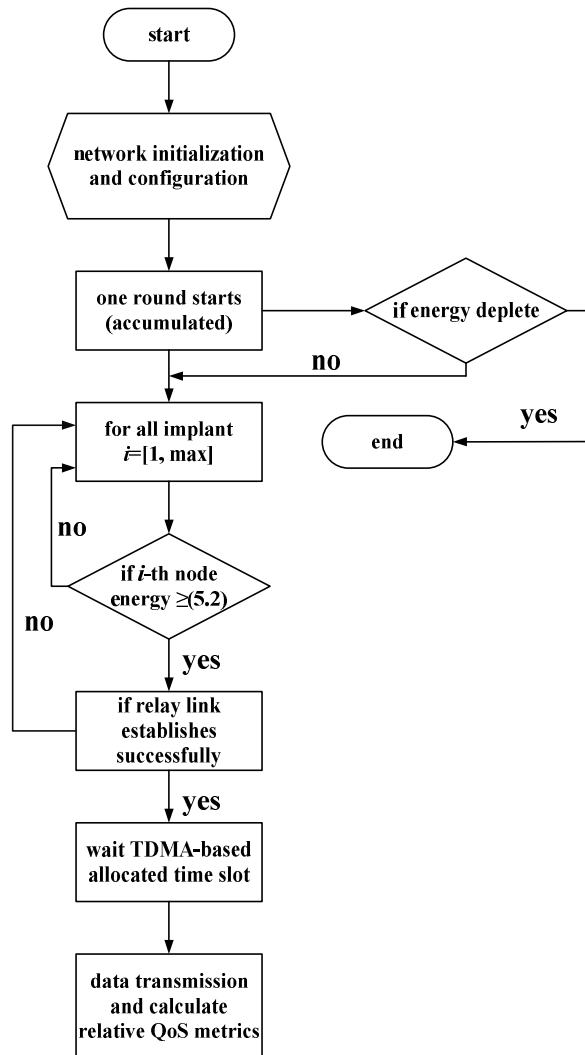 start
network initialization
and configuration
one round starts
(accumulated)
if energy deplete
no
yes
for all implant
i=[1, max]
end
no
if i-th node
energy ≥(5.2)
no
yes
if relay link
establishes
successfully
yes
wait TDMA-based
allocated time slot
data transmission
and calculate
relative QoS metrics